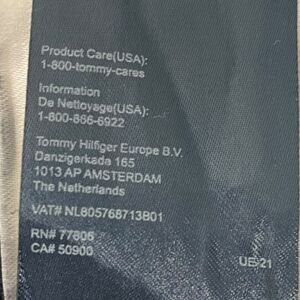 Product Care(USA):
1-800-tommy-cares
Information
De Nettoyage(USA):
1-800-866-6922
Tommy Hilfiger Europe B.V.
Danzigerkade 165
1013 AP AMSTERDAM
The Netherlands
VAT# NL805768713B01
RN# 77806
CA# 50900
UE-21